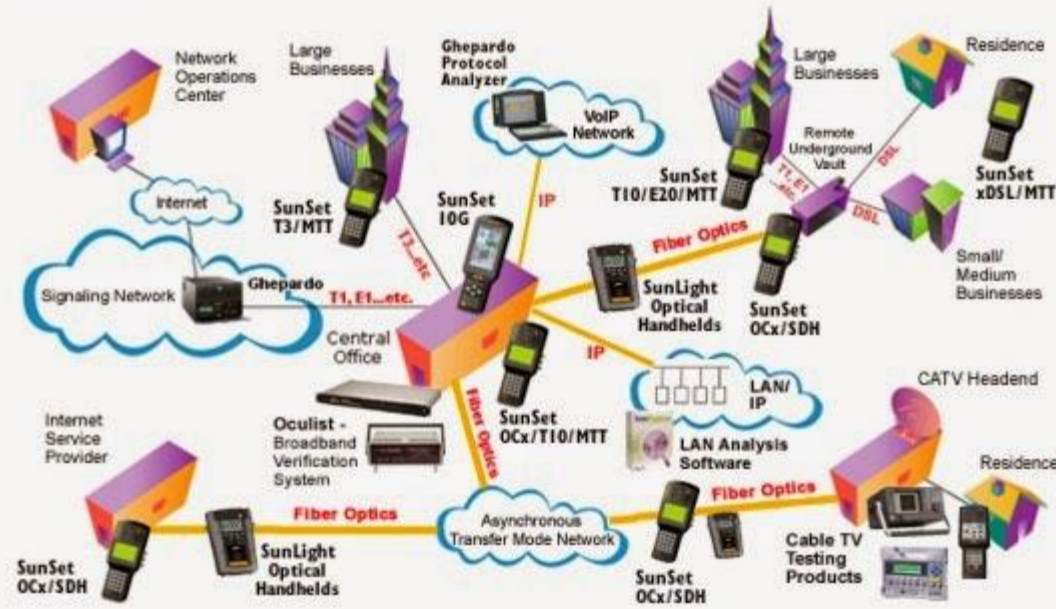 Network
Operations
Center
Large
Businesses
Ghepardo
Protocol
Analyzer
VoIP
Network
Large
Businesses
Residence
Remote
Underground
Vault
DSL
T1, E1
...etc.
DSL
SunSet
xDSL/MTT
SunSet
T10/E20/MTT
Internet
SunSet
T3/MTT
SunSet
10G
IP
T3...etc
Fiber Optics
Small/
Medium
Businesses
Signaling Network
Ghepardo
T1, E1...etc.
SunLight
Optical
Handhelds
SunSet
OCx/SDH
Central
Office
IP
LAN/
IP
CATV Headend
SunSet
OCx/T10/MTT
Oculist -
Broadband
Verification
System
Fiber Optics
LAN Analysis
Software
Internet
Service
Provider
Residence
Fiber Optics
Asynchronous
Transfer Mode Network
Fiber Optics
SunSet
OCx/SDH
SunLight
Optical
Handhelds
SunSet
OCx/SDH
Cable TV
Testing
Products